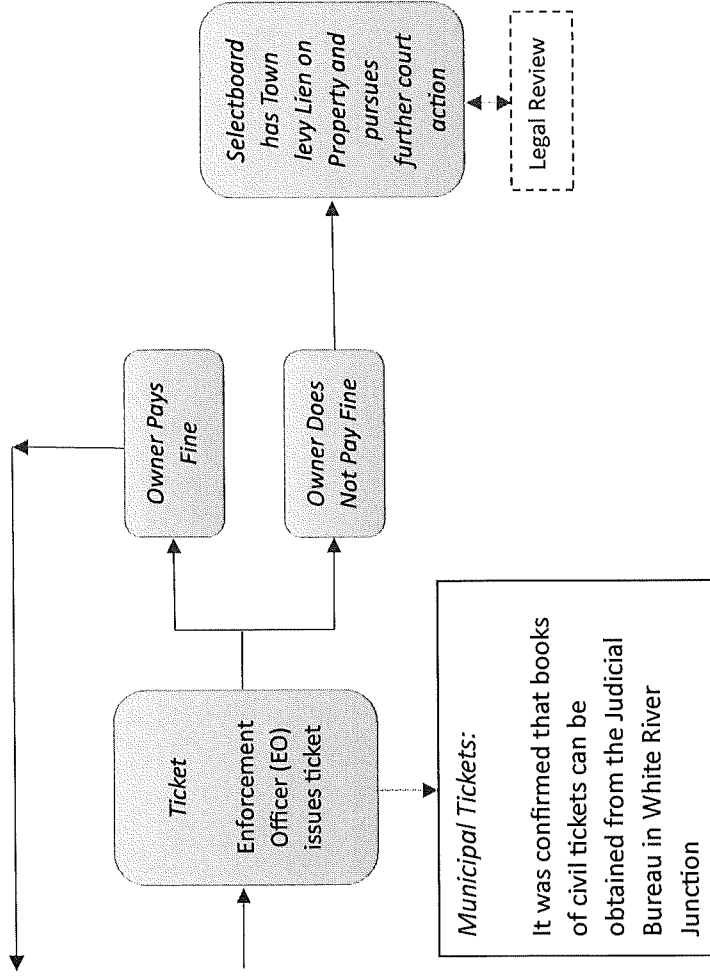 Ticket
Enforcement
Officer (EO)
issues ticket
Owner Pays
Fine
Owner Does
Not Pay Fine
Selectboard
has Town
levy Lien on
Property and
pursues
further court
action
Legal Review
Municipal Tickets:
It was confirmed that books
of civil tickets can be
obtained from the Judicial
Bureau in White River
Junction